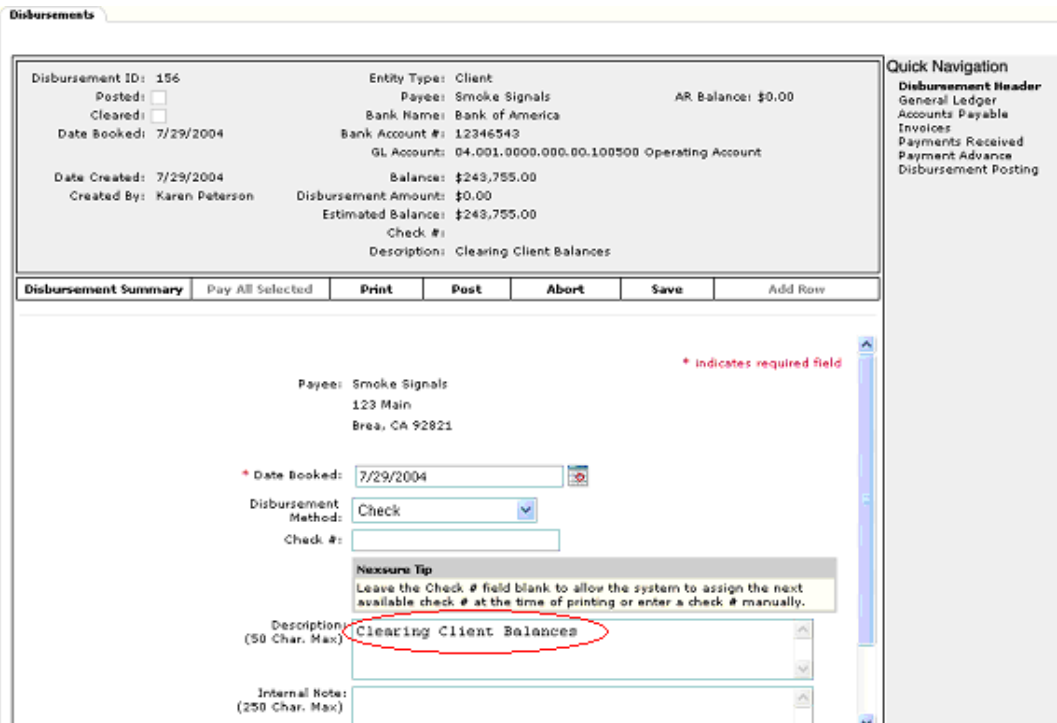 Disbursements
Disbursement ID: 156
Entity Type: Client
Posted:
Payee: Smoke Signals
AR Balance: $0.00
Cleared:
Bank Name: Bank of America
Date Booked: 7/29/2004
Bank Account #: 12346543
GL Account: 04.001.0000.000.00.100500 Operating Account
Date Created: 7/29/2004
Balance: $243,755.00
Created By: Karen Peterson
Disbursement Amount: $0.00
Estimated Balance: $243,755.00
Check #:
Description: Clearing Client Balances
Quick Navigation
Disbursement Header
General Ledger
Accounts Payable
Invoices
Payments Received
Payment Advance
Disbursement Posting
Disbursement Summary
Pay All Selected
Print
Post
Abort
Save
Add Row
* indicates required field
Payee: Smoke Signals
123 Main
Brea, CA 92821
* Date Booked: 7/29/2004
Disbursement
Method: Check
Check #:
Nexsure Tip
Leave the Check # field blank to allow the system to assign the next
available check # at the time of printing or enter a check # manually.
Description:
(50 Char. Max)
Clearing Client Balances
Internal Note:
(250 Char. Max)